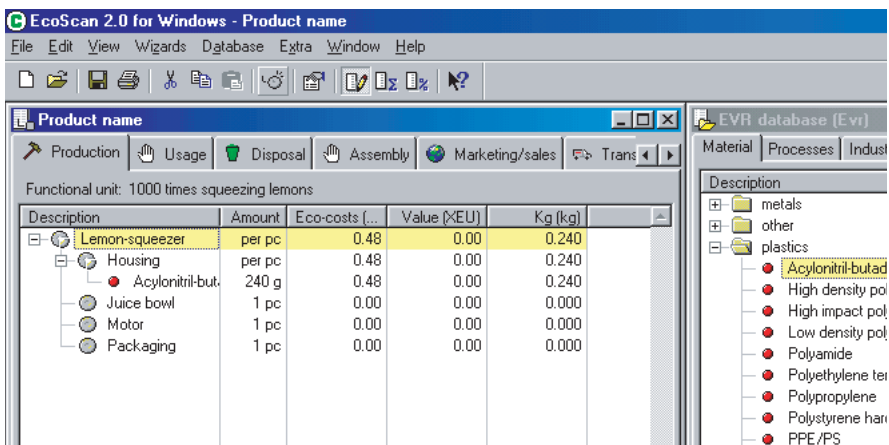 EcoScan 2.0 for Windows - Product name
File Edit View Wizards Database Extra Window Help
Product name
Production Usage Disposal Assembly Marketing/sales Trans
Functional unit: 1000 times squeezing lemons
Description Amount Eco-costs (... Value (XEU) Kg (kg)
Lemon-squeezer per pc 0.48 0.00 0.240
Housing per pc 0.48 0.00 0.240
Acylonitril-but 240 g 0.48 0.00 0.240
Juice bowl 1 pc 0.00 0.00 0.000
Motor 1 pc 0.00 0.00 0.000
Packaging 1 pc 0.00 0.00 0.000
EVR database (Evr)
Material Processes Indust
Description
metals
other
plastics
Acylonitril-butad
High density pol
High impact poly
Low density poly
Polyamide
Polyethylene ter
Polypropylene
Polystyrene hard
PPE/PS